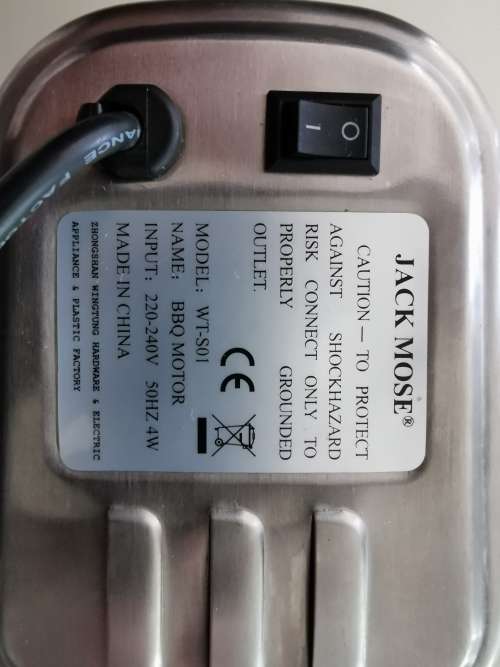 JACK MOSE®
CAUTION — TO PROTECT
AGAINST SHOCKHAZARD
RISK CONNECT ONLY TO
PROPERLY GROUNDED
OUTLET.
CE
MODEL: WT-S01
NAME: BBQ MOTOR
INPUT: 220-240V 50HZ 4W
MADE IN CHINA
ZHONGSHAN WINGTUNG HARDWARE & ELECTRIC
APPLIANCE & PLASTIC FACTORY
I O